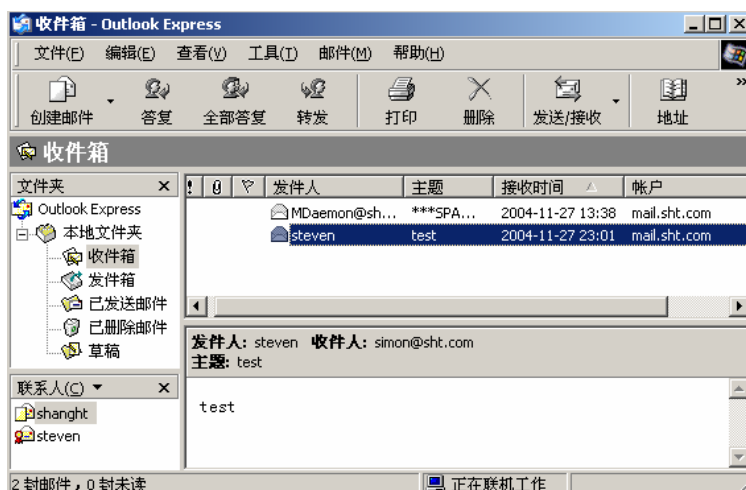 收件箱 - Outlook Express
文件(F) 编辑(E) 查看(V) 工具(T) 邮件(M) 帮助(H)
创建邮件 答复 全部答复 转发 打印 删除 发送/接收 地址 »
收件箱
文件夹 ×
Outlook Express
本地文件夹
收件箱
发件箱
已发送邮件
已删除邮件
草稿
! 发件人 主题 接收时间 帐户
MDaemon@sh... ***SPA... 2004-11-27 13:38 mail.sht.com
steven test 2004-11-27 23:01 mail.sht.com
发件人: steven 收件人: simon@sht.com
主题: test
test
联系人(C) ×
shanght
steven
2 封邮件，0 封未读 正在联机工作